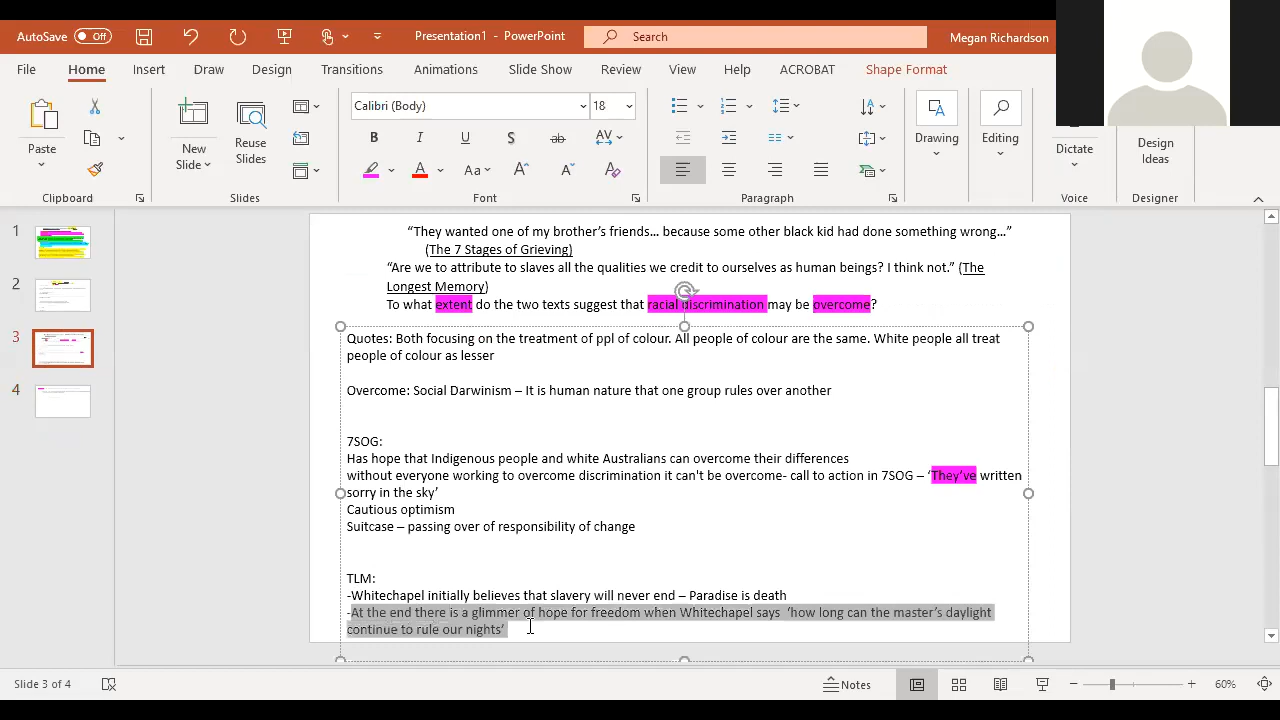 AutoSave Off Presentation1 - PowerPoint Search Megan Richardson
File Home Insert Draw Design Transitions Animations Slide Show Review View Help ACROBAT Shape Format
Calibri (Body) 18
Paste New Slide Reuse Slides B I U S ab AV Aa A Drawing Editing Dictate Design Ideas
Clipboard Slides Font Paragraph Voice Designer
1
2
3
4
“They wanted one of my brother’s friends... because some other black kid had done something wrong...”
(The 7 Stages of Grieving)
“Are we to attribute to slaves all the qualities we credit to ourselves as human beings? I think not.” (The
Longest Memory)
To what extent do the two texts suggest that racial discrimination may be overcome?
Quotes: Both focusing on the treatment of ppl of colour. All people of colour are the same. White people all treat
people of colour as lesser
Overcome: Social Darwinism – It is human nature that one group rules over another
7SOG:
Has hope that Indigenous people and white Australians can overcome their differences
without everyone working to overcome discrimination it can't be overcome- call to action in 7SOG – ‘They’ve written
sorry in the sky’
Cautious optimism
Suitcase – passing over of responsibility of change
TLM:
-Whitechapel initially believes that slavery will never end – Paradise is death
-At the end there is a glimmer of hope for freedom when Whitechapel says ‘how long can the master’s daylight
continue to rule our nights’
Slide 3 of 4 Notes 60%